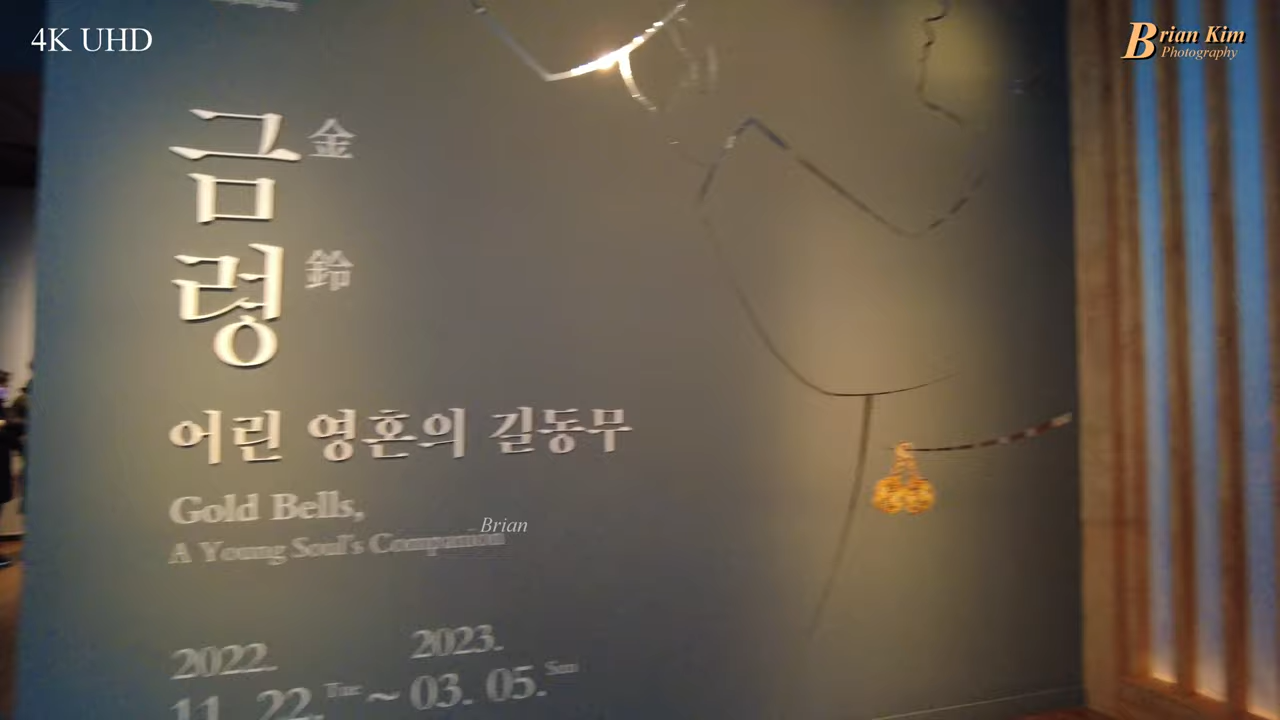 4K UHD
Brian Kim
Photography
금 金
령 鈴
어린 영혼의 길동무
Gold Bells,
A Young Soul's Companion
Brian
2022. 2023.
11. 22. Tue ~ 03. 05. Sun